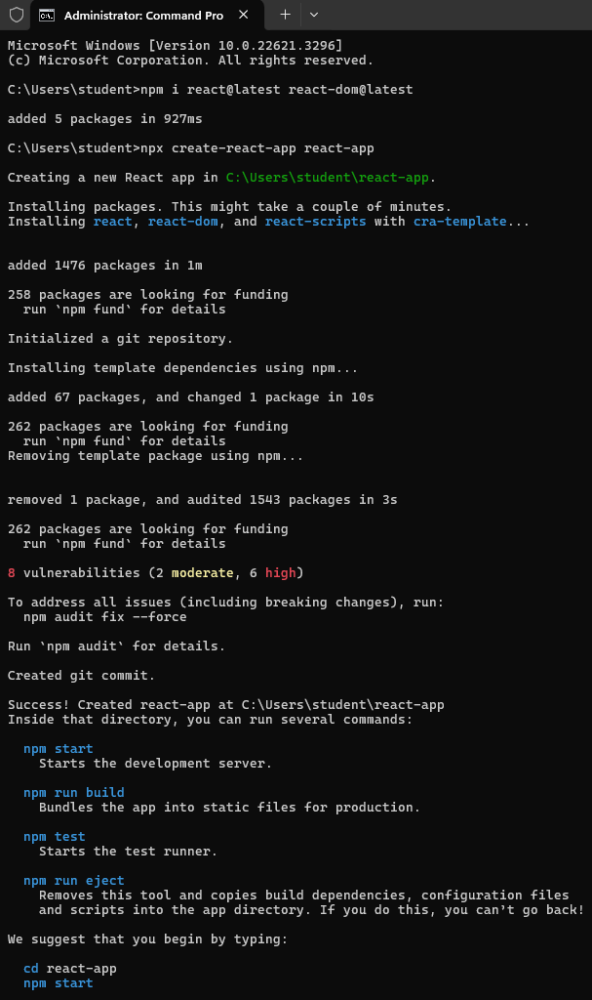 Administrator: Command Pro
Microsoft Windows [Version 10.0.22621.3296]
(c) Microsoft Corporation. All rights reserved.
C:\Users\student>npm i react@latest react-dom@latest
added 5 packages in 927ms
C:\Users\student>npx create-react-app react-app
Creating a new React app in C:\Users\student\react-app.
Installing packages. This might take a couple of minutes.
Installing react, react-dom, and react-scripts with cra-template...
added 1476 packages in 1m
258 packages are looking for funding
  run `npm fund` for details
Initialized a git repository.
Installing template dependencies using npm...
added 67 packages, and changed 1 package in 10s
262 packages are looking for funding
  run `npm fund` for details
Removing template package using npm...
removed 1 package, and audited 1543 packages in 3s
262 packages are looking for funding
  run `npm fund` for details
8 vulnerabilities (2 moderate, 6 high)
To address all issues (including breaking changes), run:
  npm audit fix --force
Run `npm audit` for details.
Created git commit.
Success! Created react-app at C:\Users\student\react-app
Inside that directory, you can run several commands:
  npm start
    Starts the development server.
  npm run build
    Bundles the app into static files for production.
  npm test
    Starts the test runner.
  npm run eject
    Removes this tool and copies build dependencies, configuration files
    and scripts into the app directory. If you do this, you can’t go back!
We suggest that you begin by typing:
  cd react-app
  npm start